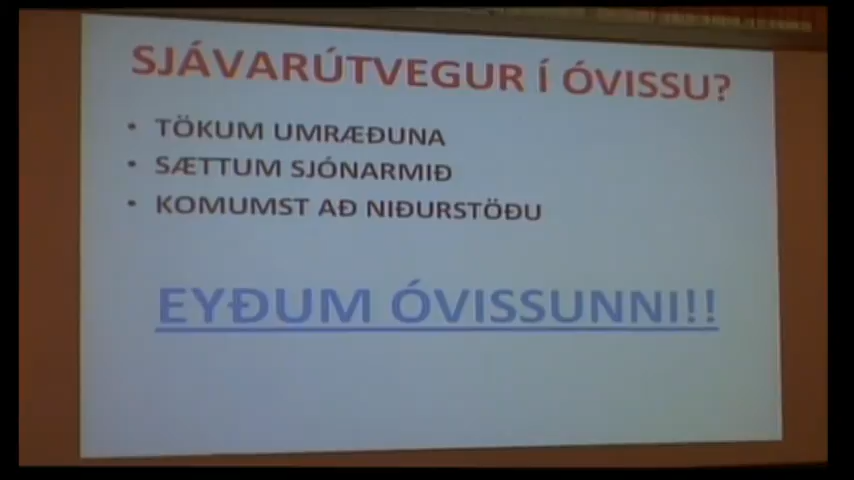 SJÁVARÚTVEGUR Í ÓVISSU?
• TÖKUM UMRÆÐUNA
• SÆTTUM SJÓNARMIÐ
• KOMUMST AÐ NIÐURSTÖÐU
EYÐUM ÓVISSUNNI!!